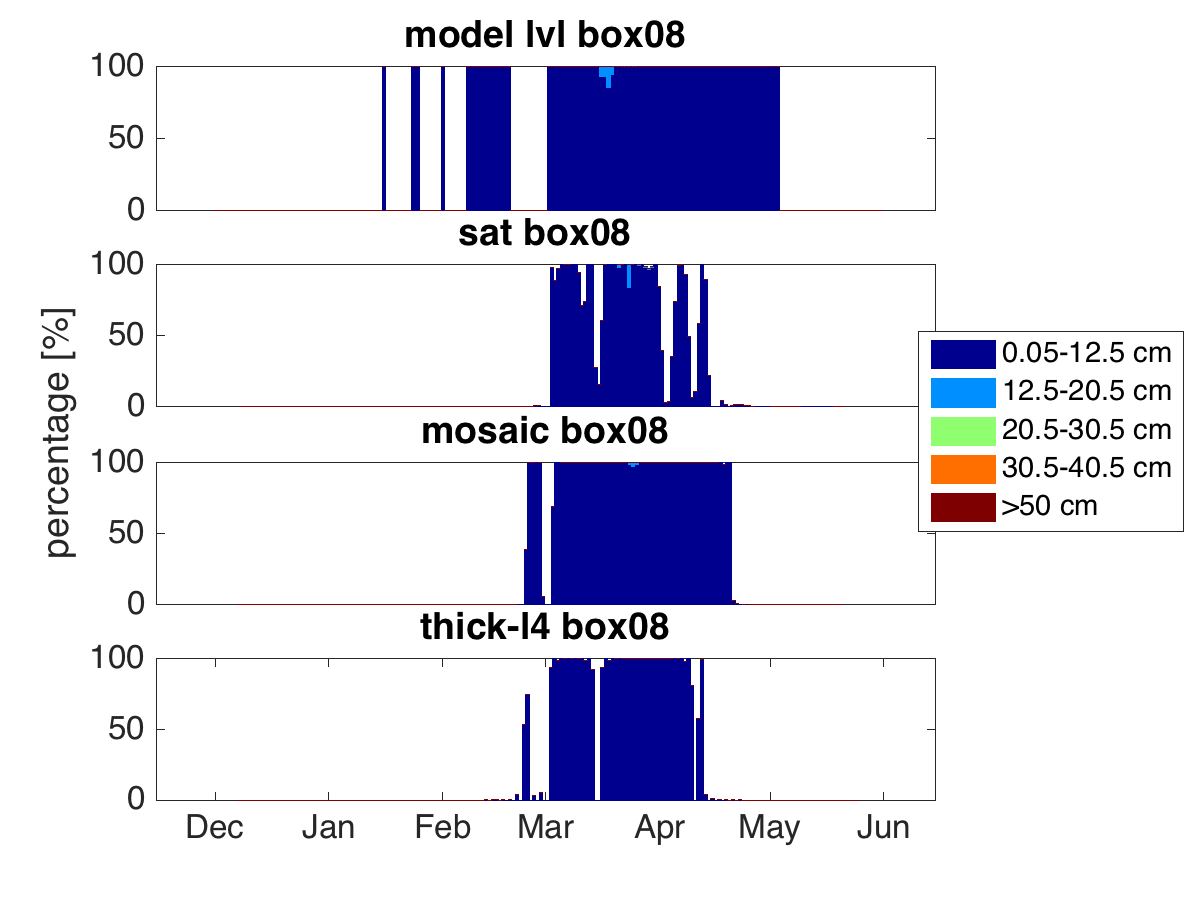 model lvl box08
100
50
0
sat box08
100
50
0
mosaic box08
100
50
0
thick-l4 box08
100
50
0
Dec Jan Feb Mar Apr May Jun
percentage [%]
0.05-12.5 cm
12.5-20.5 cm
20.5-30.5 cm
30.5-40.5 cm
>50 cm